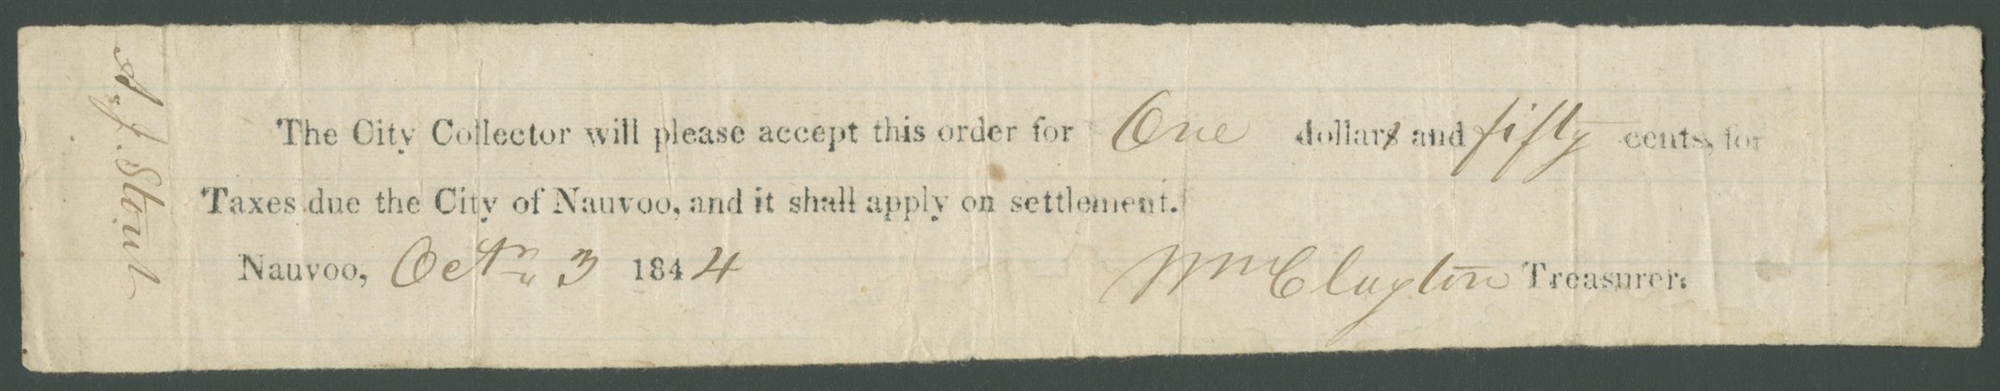 The City Collector will please accept this order for One dollars and fifty cents, for
Taxes due the City of Nauvoo, and it shall apply on settlement.
Nauvoo, Octr 3 1844 Wm Clayton Treasurer.
A. J. Stout